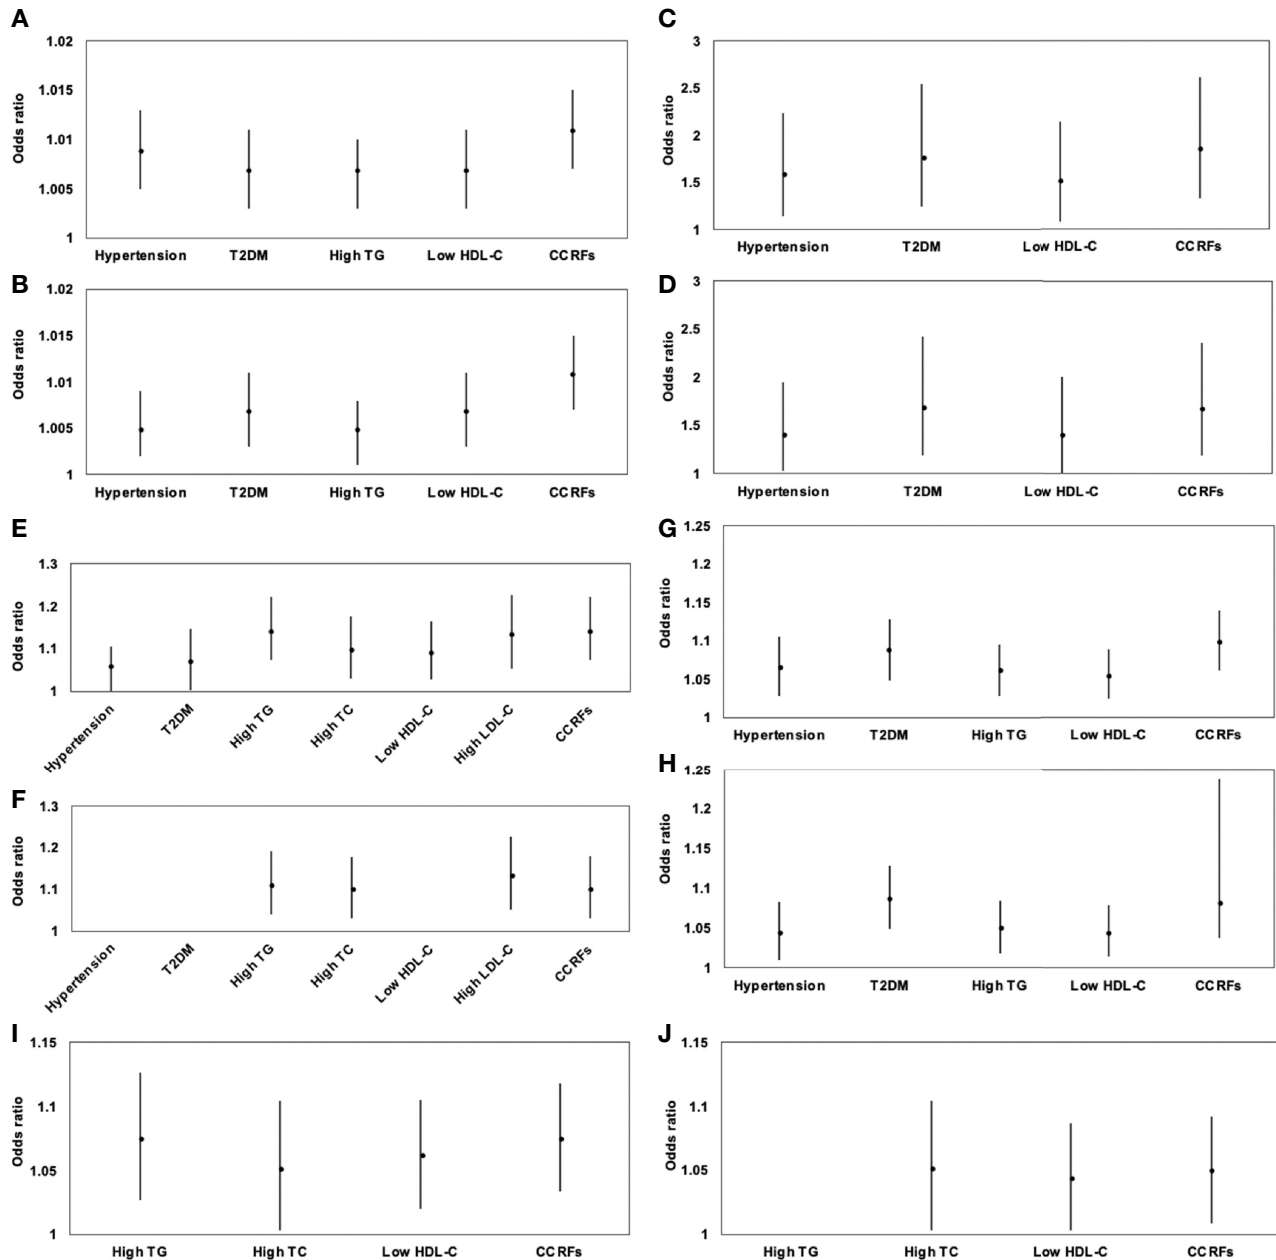 A
1.02
1.015
1.01
1.005
1
Odds ratio
Hypertension T2DM High TG Low HDL-C CCRFs
B
1.02
1.015
1.01
1.005
1
Odds ratio
Hypertension T2DM High TG Low HDL-C CCRFs
C
3
2.5
2
1.5
1
Odds ratio
Hypertension T2DM Low HDL-C CCRFs
D
3
2.5
2
1.5
1
Odds ratio
Hypertension T2DM Low HDL-C CCRFs
E
1.3
1.2
1.1
1
Odds ratio
Hypertension T2DM High TG High TC Low HDL-C High LDL-C CCRFs
F
1.3
1.2
1.1
1
Odds ratio
Hypertension T2DM High TG High TC Low HDL-C High LDL-C CCRFs
G
1.25
1.2
1.15
1.1
1.05
1
Odds ratio
Hypertension T2DM High TG Low HDL-C CCRFs
H
1.25
1.2
1.15
1.1
1.05
1
Odds ratio
Hypertension T2DM High TG Low HDL-C CCRFs
I
1.15
1.1
1.05
1
Odds ratio
High TG High TC Low HDL-C CCRFs
J
1.15
1.1
1.05
1
Odds ratio
High TG High TC Low HDL-C CCRFs